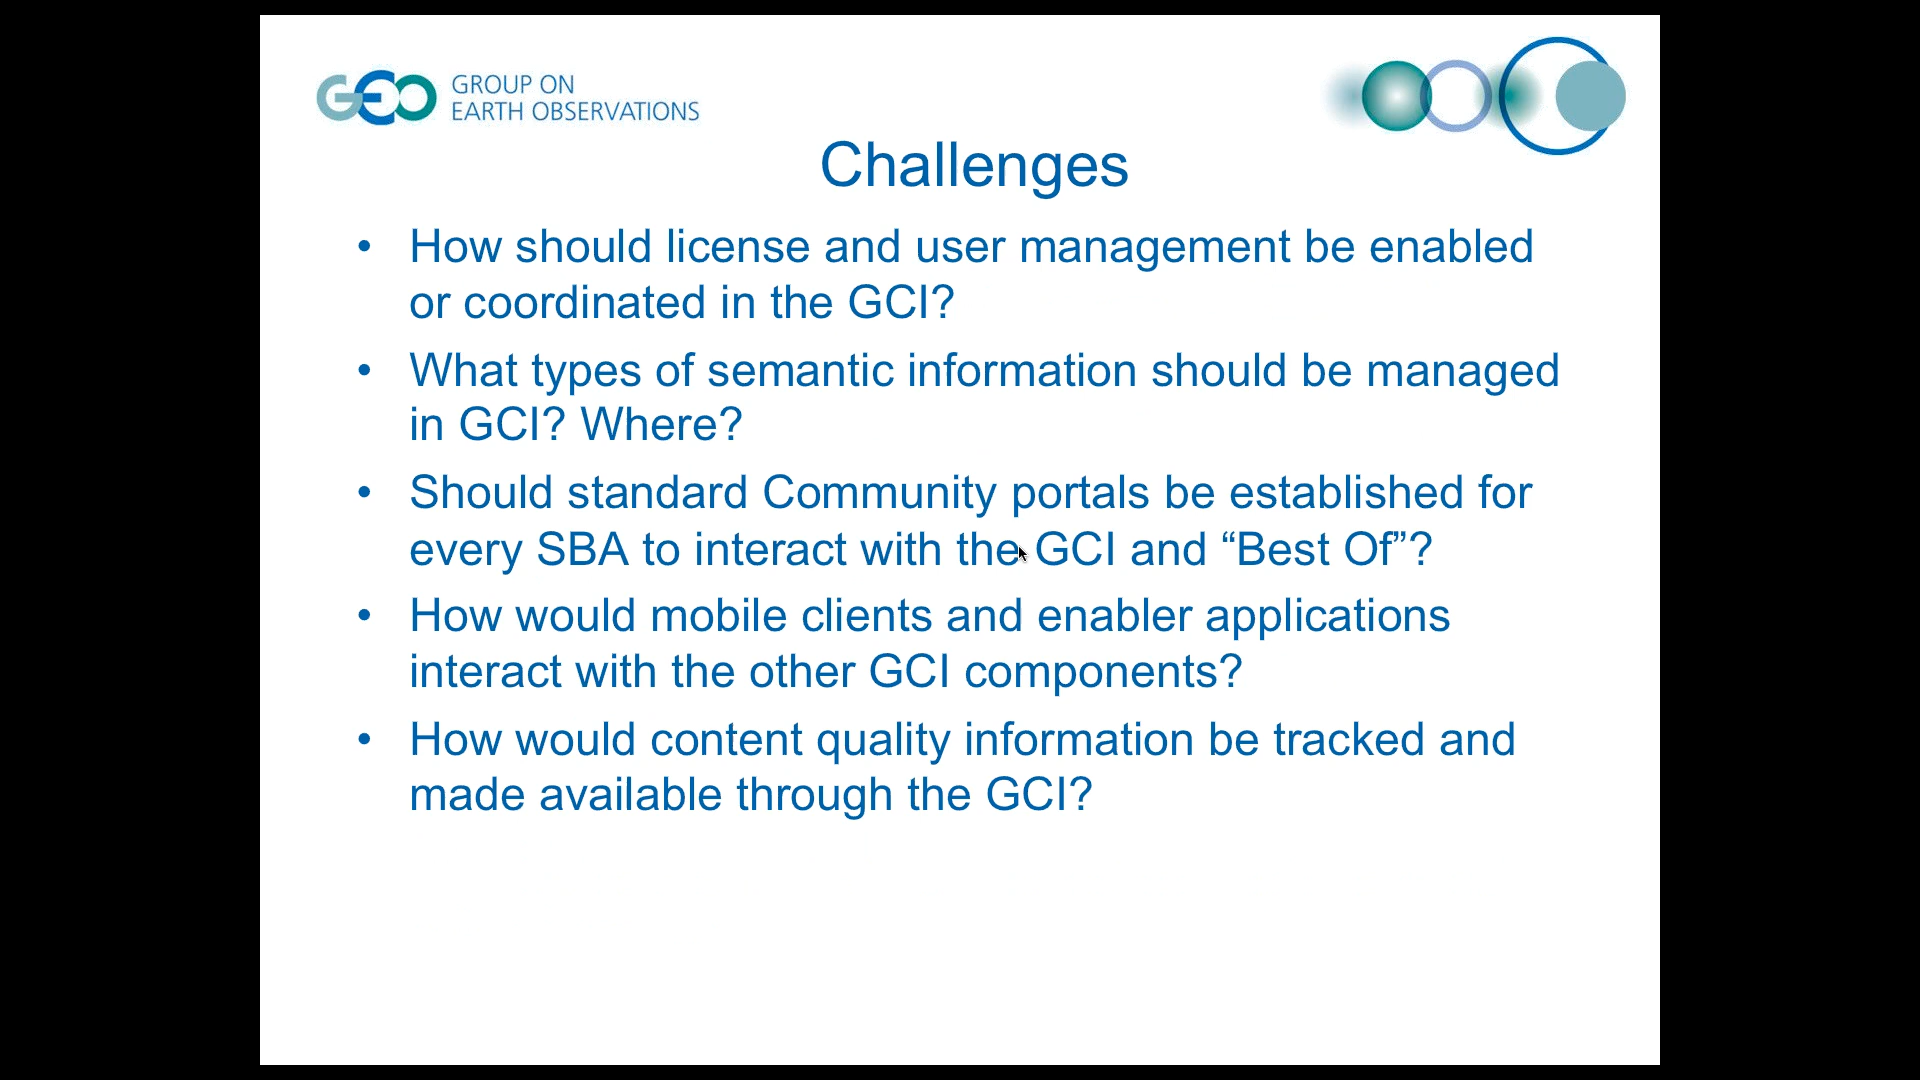 GEO
GROUP ON
EARTH OBSERVATIONS
Challenges
• How should license and user management be enabled
or coordinated in the GCI?
• What types of semantic information should be managed
in GCI? Where?
• Should standard Community portals be established for
every SBA to interact with the GCI and “Best Of”?
• How would mobile clients and enabler applications
interact with the other GCI components?
• How would content quality information be tracked and
made available through the GCI?